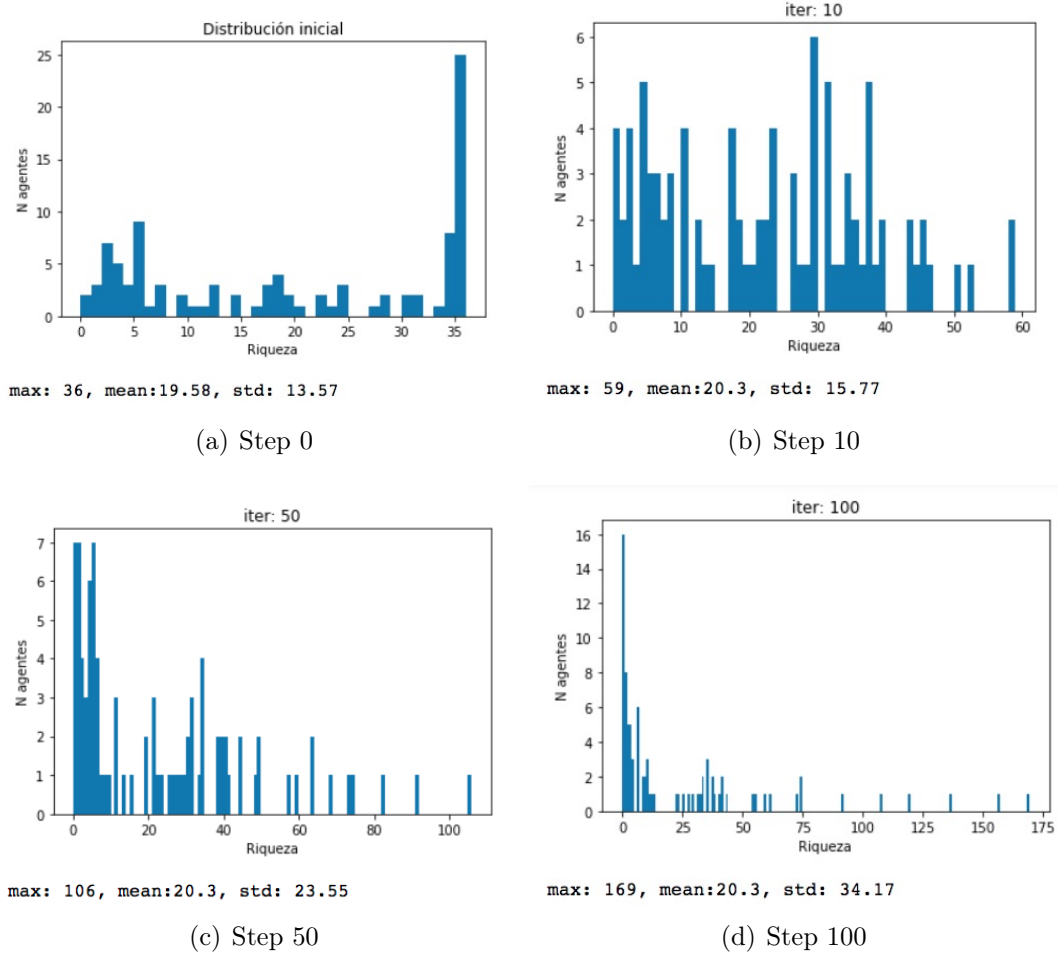 Distribución inicial
N agentes
25
20
15
10
5
0
0 5 10 15 20 25 30 35
Riqueza
max: 36, mean:19.58, std: 13.57
(a) Step 0
iter: 10
N agentes
6
5
4
3
2
1
0
0 10 20 30 40 50 60
Riqueza
max: 59, mean:20.3, std: 15.77
(b) Step 10
iter: 50
N agentes
7
6
5
4
3
2
1
0
0 20 40 60 80 100
Riqueza
max: 106, mean:20.3, std: 23.55
(c) Step 50
iter: 100
N agentes
16
14
12
10
8
6
4
2
0
0 25 50 75 100 125 150 175
Riqueza
max: 169, mean:20.3, std: 34.17
(d) Step 100